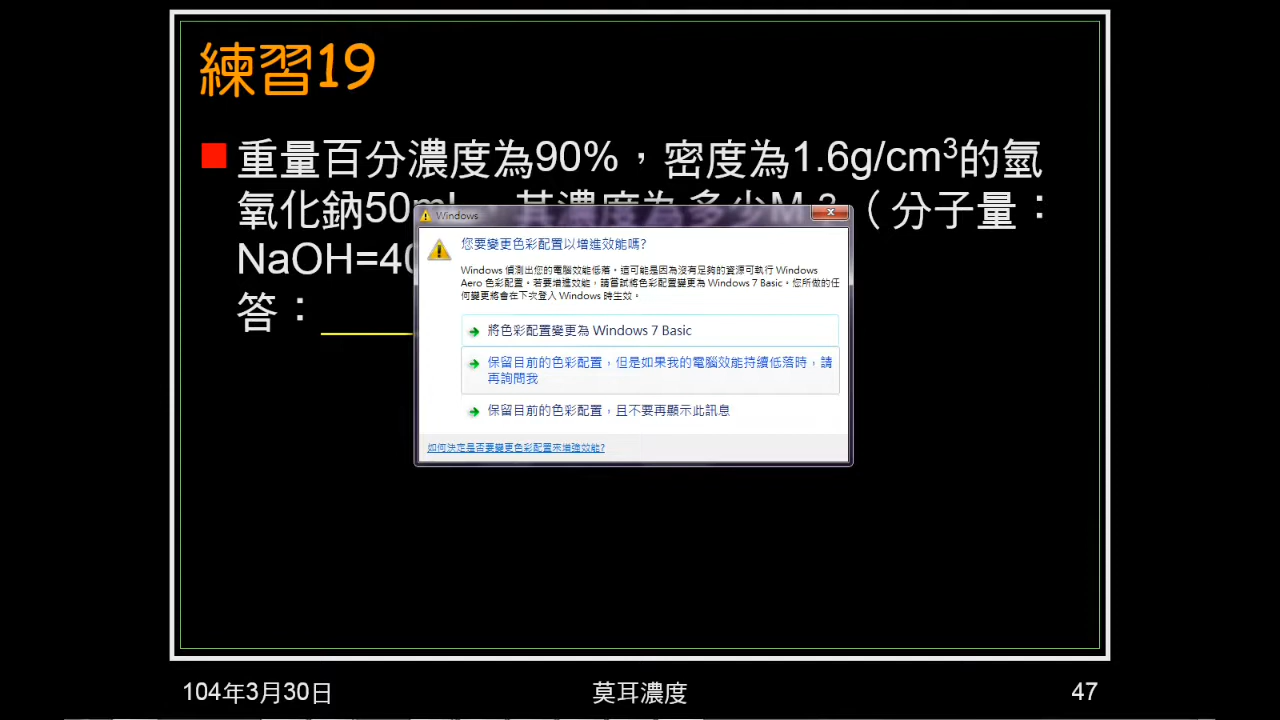 練習19
重量百分濃度為90%,密度為1.6g/cm³的氫
氧化鈉50mL,其濃度為多少M?(分子量:
NaOH=40
答:
Windows
您要變更色彩配置以增進效能嗎?
Windows 偵測出您的電腦效能低落。這可能是因為沒有足夠的資源可執行 Windows
Aero 色彩配置。若要增進效能,請嘗試將色彩配置變更為 Windows 7 Basic。您所做的任
何變更將會在下次登入 Windows 時生效。
將色彩配置變更為 Windows 7 Basic
保留目前的色彩配置,但是如果我的電腦效能持續低落時,請
再詢問我
保留目前的色彩配置,且不要再顯示此訊息
如何決定是否要變更色彩配置來增強效能?
104年3月30日
莫耳濃度
47